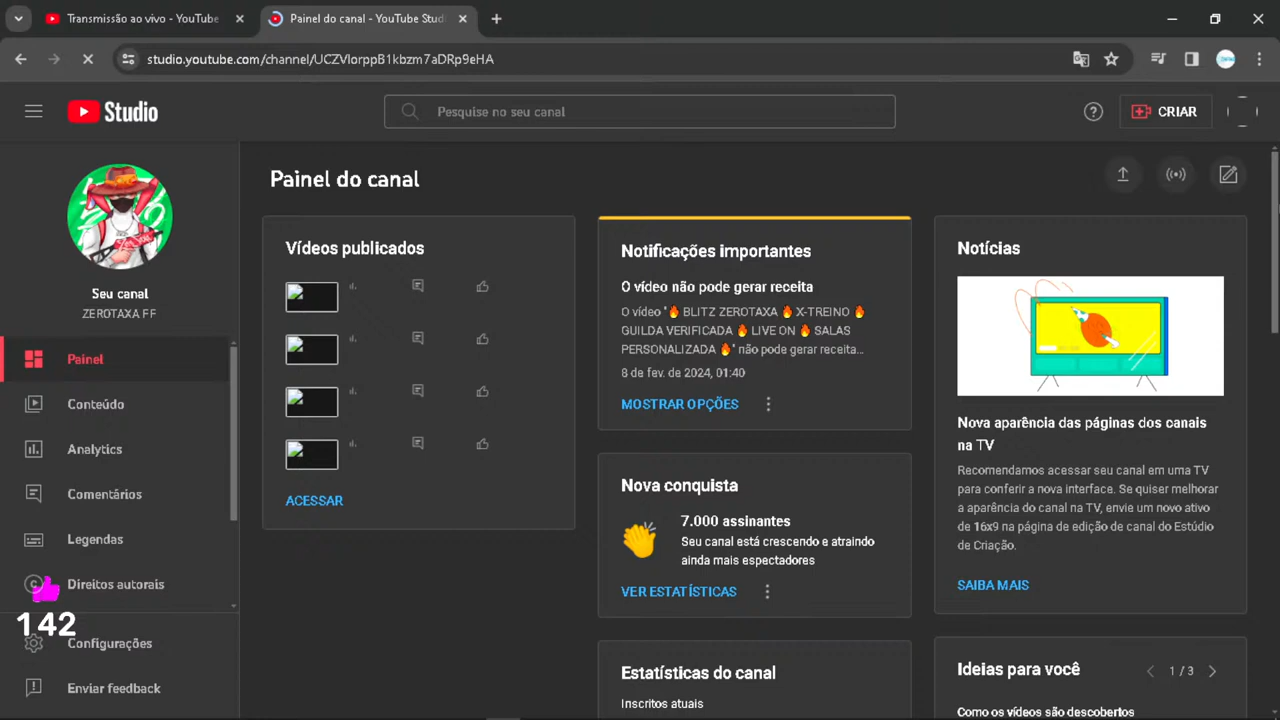 Transmissão ao vivo - YouTube
Painel do canal - YouTube Studi
studio.youtube.com/channel/UCZVlorppB1kbzm7aDRp9eHA
Studio
Pesquise no seu canal
CRIAR
Seu canal
ZEROTAXA FF
Painel
Conteúdo
Analytics
Comentários
Legendas
Direitos autorais
142
Configurações
Enviar feedback
Painel do canal
Vídeos publicados
ACESSAR
Notificações importantes
O vídeo não pode gerar receita
O vídeo "🔥 BLITZ ZEROTAXA 🔥 X-TREINO 🔥
GUILDA VERIFICADA 🔥 LIVE ON 🔥 SALAS
PERSONALIZADA 🔥" não pode gerar receita...
8 de fev. de 2024, 01:40
MOSTRAR OPÇÕES
Nova conquista
7.000 assinantes
Seu canal está crescendo e atraindo
ainda mais espectadores
VER ESTATÍSTICAS
Estatísticas do canal
Inscritos atuais
Notícias
Nova aparência das páginas dos canais
na TV
Recomendamos acessar seu canal em uma TV
para conferir a nova interface. Se quiser melhorar
a aparência do canal na TV, envie um novo ativo
de 16x9 na página de edição de canal do Estúdio
de Criação.
SAIBA MAIS
Ideias para você
1 / 3
Como os vídeos são descobertos